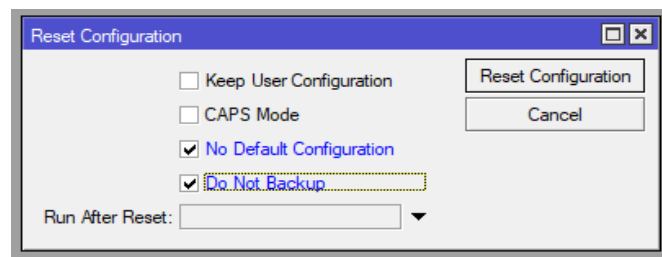 Reset Configuration
Keep User Configuration
Reset Configuration
CAPS Mode
Cancel
No Default Configuration
Do Not Backup
Run After Reset: